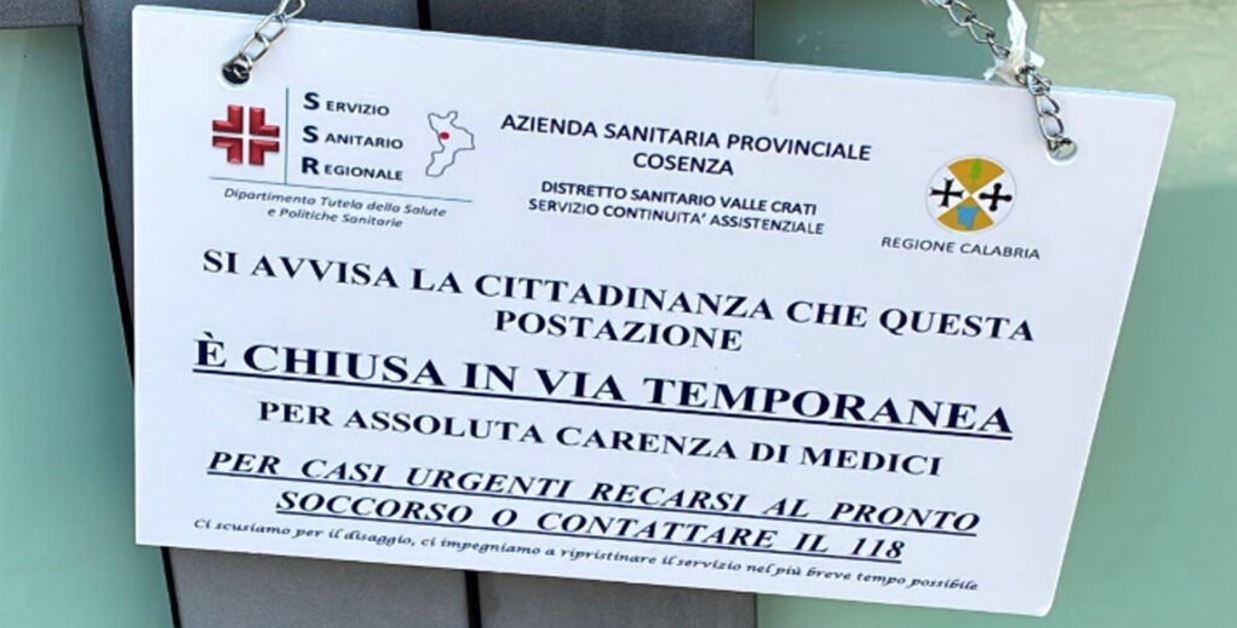 SERVIZIO
SANITARIO
REGIONALE
Dipartimento Tutela della Salute
e Politiche Sanitarie
AZIENDA SANITARIA PROVINCIALE
COSENZA
DISTRETTO SANITARIO VALLE CRATI
SERVIZIO CONTINUITA' ASSISTENZIALE
REGIONE CALABRIA
SI AVVISA LA CITTADINANZA CHE QUESTA
POSTAZIONE
È CHIUSA IN VIA TEMPORANEA
PER ASSOLUTA CARENZA DI MEDICI
PER CASI URGENTI RECARSI AL PRONTO
SOCCORSO O CONTATTARE IL 118
Ci scusiamo per il disaggio, ci impegniamo a ripristinare il servizio nel più breve tempo possibile